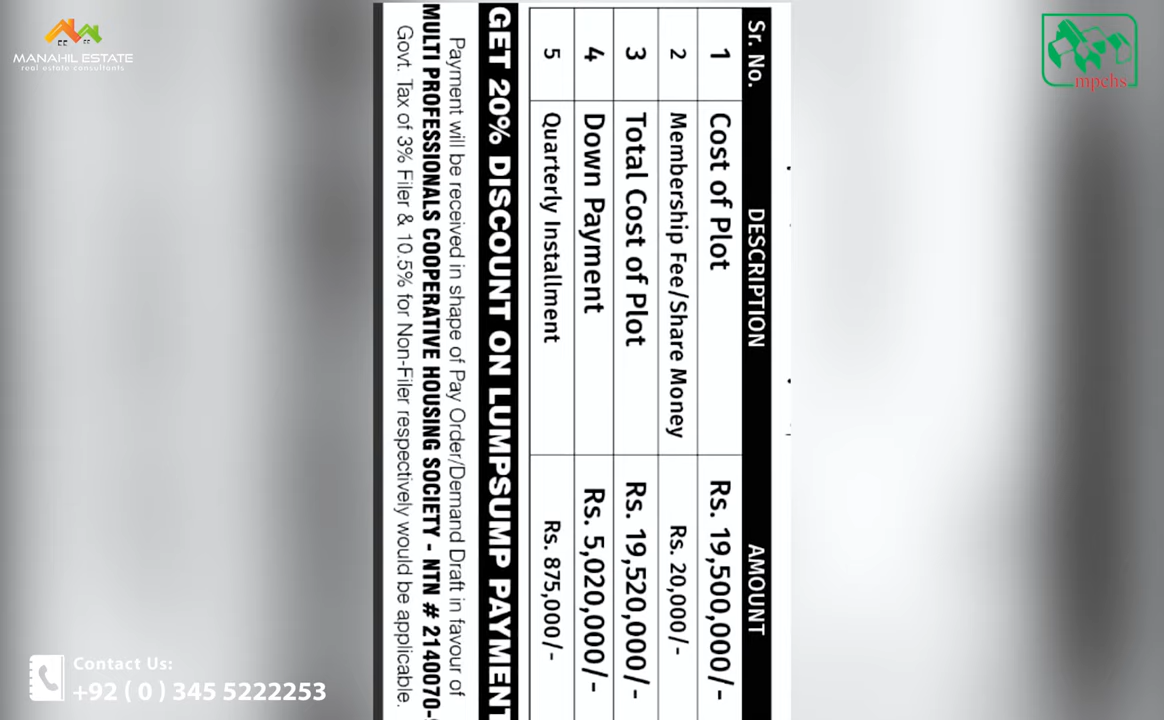 MANAHIL ESTATE
real estate consultants
mpchs
Sr. No. DESCRIPTION AMOUNT
1 Cost of Plot Rs. 19,500,000/-
2 Membership Fee/Share Money Rs. 20,000/-
3 Total Cost of Plot Rs. 19,520,000/-
4 Down Payment Rs. 5,020,000/-
5 Quarterly Installment Rs. 875,000/-
GET 20% DISCOUNT ON LUMPSUMP PAYMENT
Payment will be received in shape of Pay Order/Demand Draft in favour of
MULTI PROFESSIONALS COOPERATIVE HOUSING SOCIETY - NTN # 2140070-
Govt. Tax of 3% Filer & 10.5% for Non-Filer respectively would be applicable.
Contact Us:
+92 ( 0 ) 345 5222253